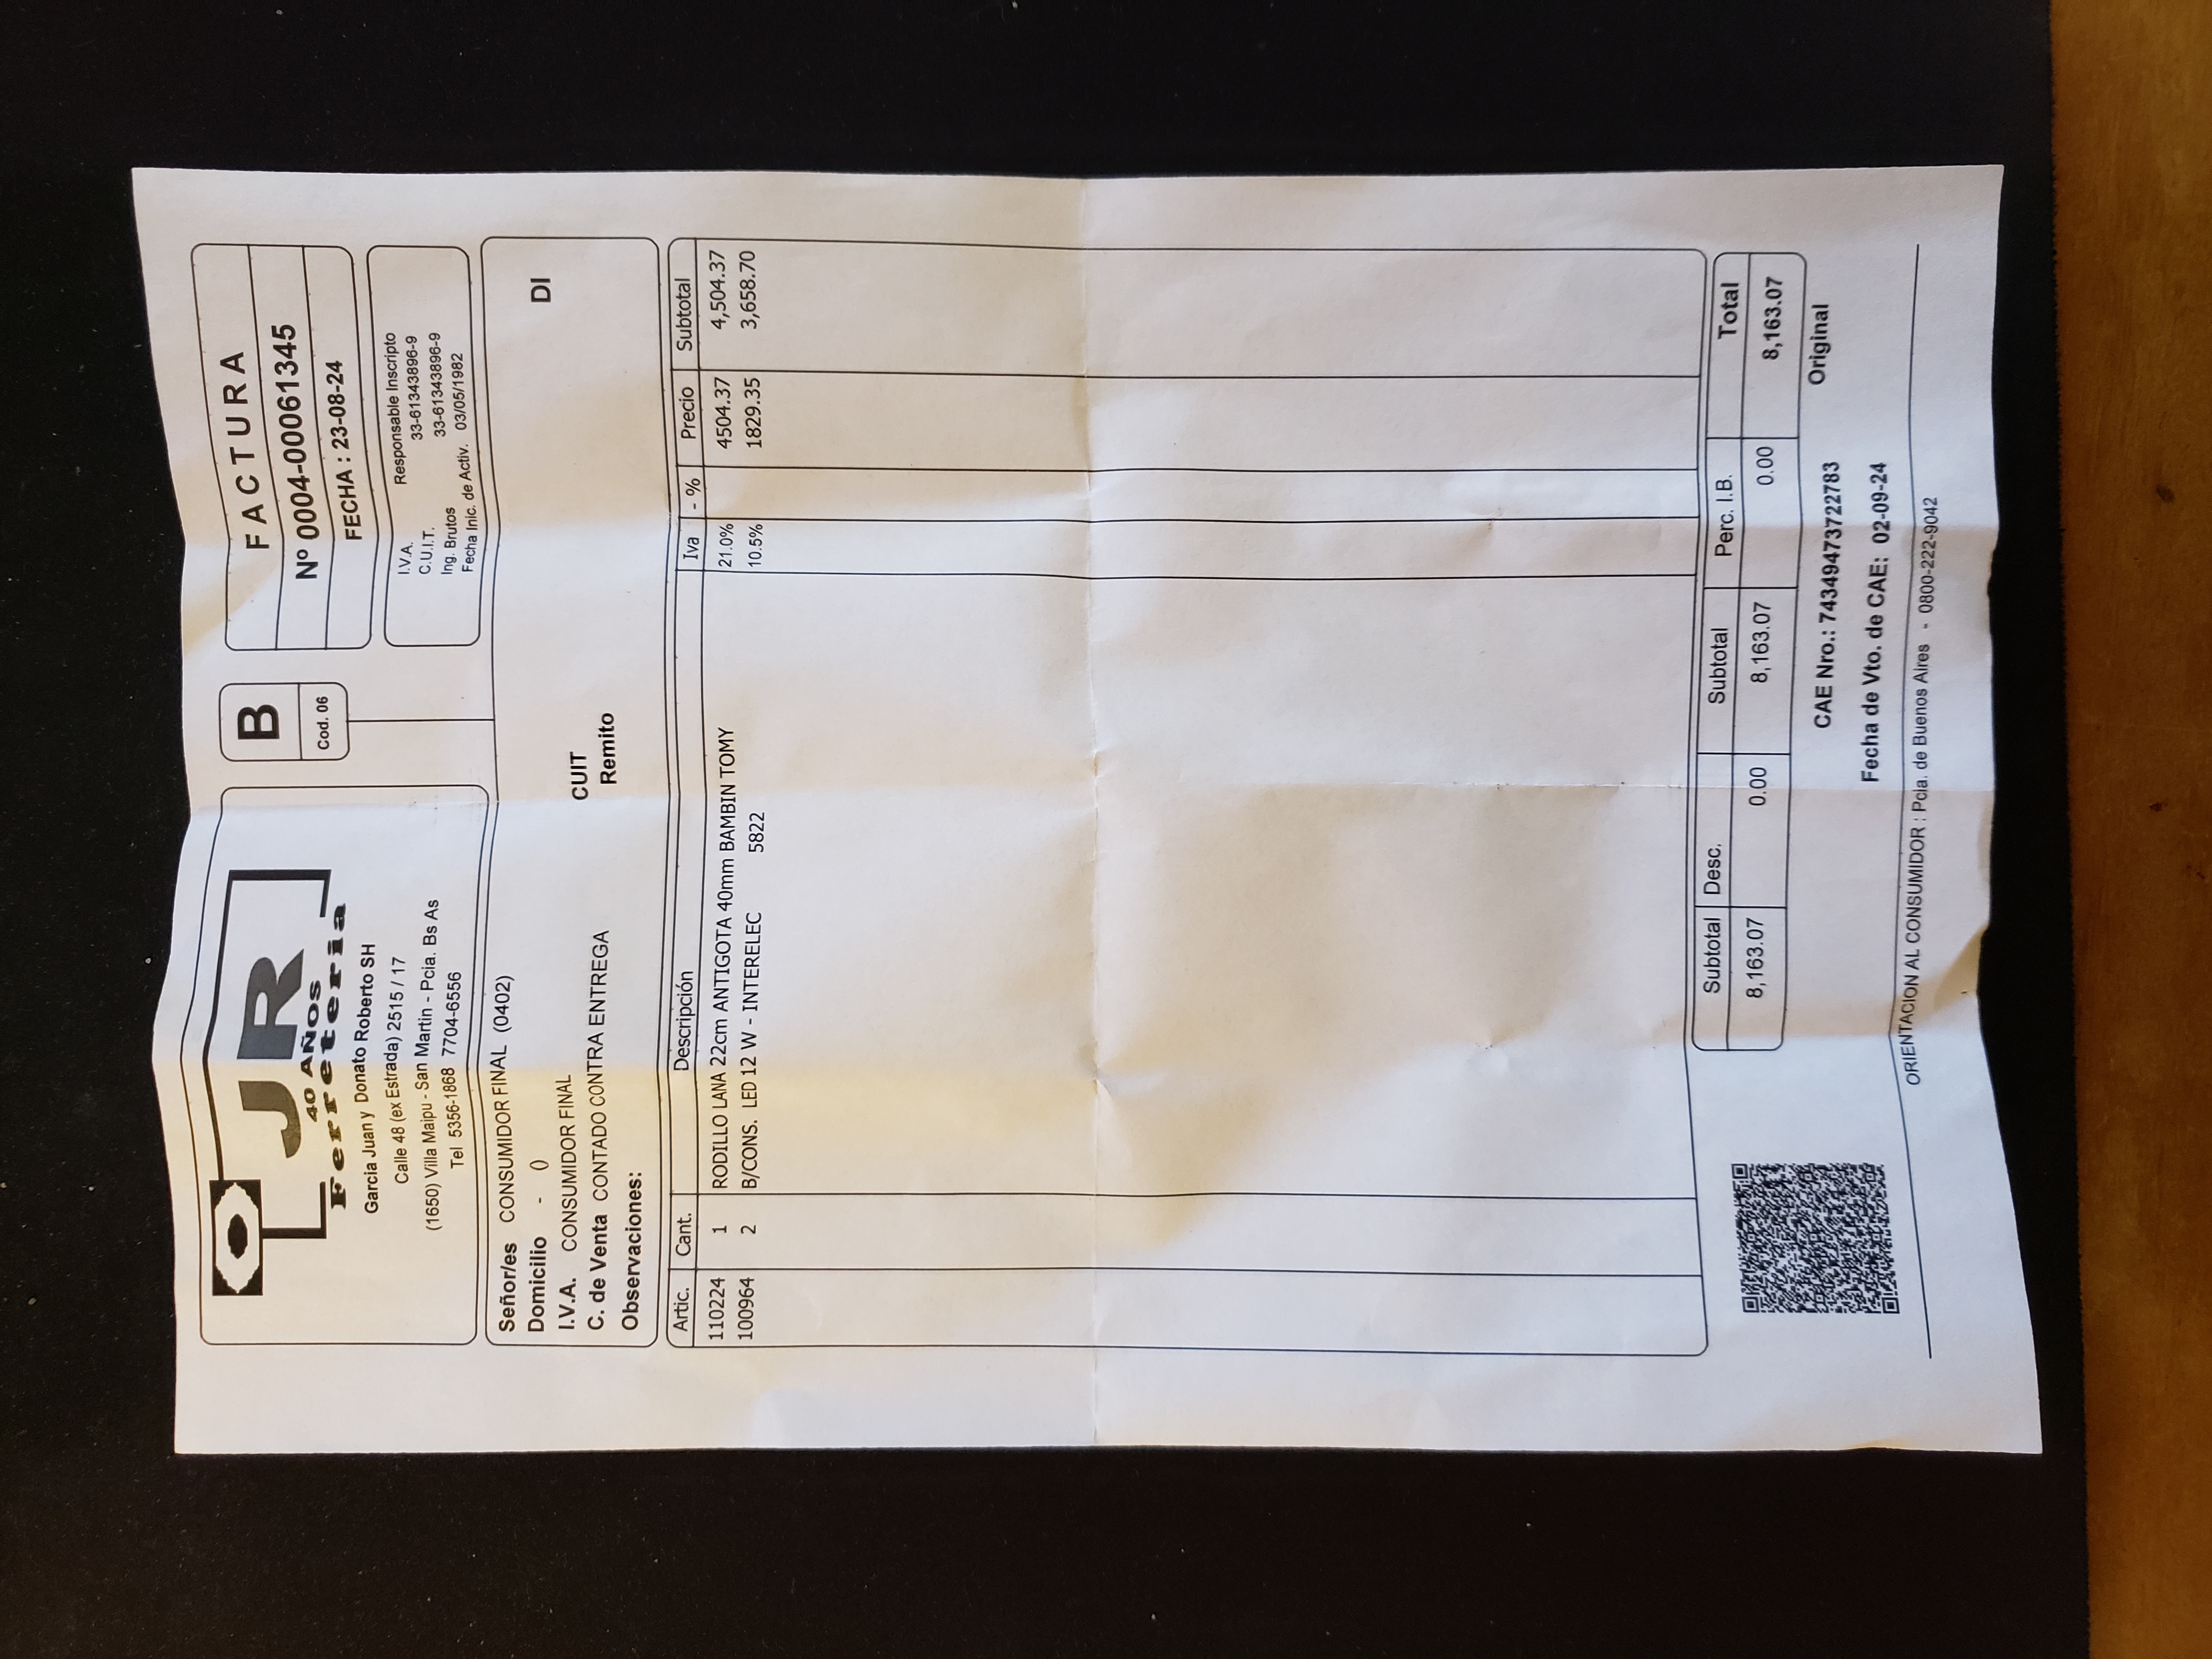 JR
40 AÑOS
Ferreteria
Garcia Juan y Donato Roberto SH
Calle 48 (ex Estrada) 2515 / 17
(1650) Villa Maipu - San Martin - Pcia. Bs As
Tel 5356-1868 7704-6556
B
Cod. 06
FACTURA
Nº 0004-00061345
FECHA : 23-08-24
I.V.A. Responsable Inscripto
C.U.I.T. 33-61343896-9
Ing. Brutos 33-61343896-9
Fecha Inic. de Activ. 03/05/1982
Señor/es CONSUMIDOR FINAL (0402)
Domicilio - ()
DI
I.V.A. CONSUMIDOR FINAL
CUIT
C. de Venta CONTADO CONTRA ENTREGA
Remito
Observaciones:
Artic. Cant. Descripción Iva - % Precio Subtotal
110224 1 RODILLO LANA 22cm ANTIGOTA 40mm BAMBIN TOMY 21.0% 4504.37 4,504.37
100964 2 B/CONS. LED 12 W - INTERELEC 5822 10.5% 1829.35 3,658.70
Subtotal Desc. Subtotal Perc. I.B. Total
8,163.07 0.00 8,163.07 0.00 8,163.07
CAE Nro.: 74349473722783 Original
Fecha de Vto. de CAE: 02-09-24
ORIENTACION AL CONSUMIDOR : Pcia. de Buenos Aires - 0800-222-9042